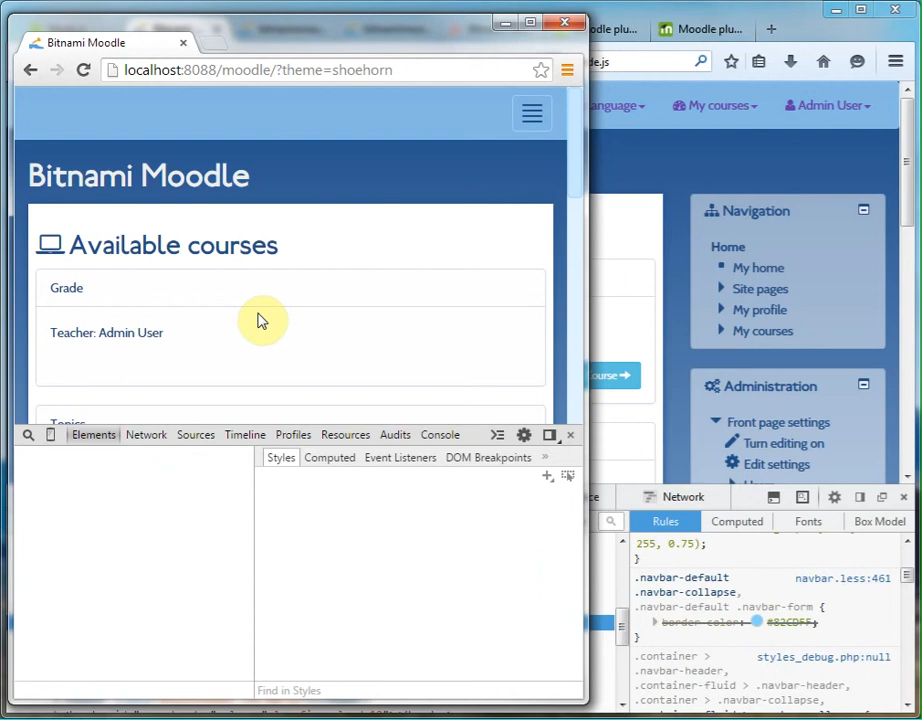 Bitnami Moodle
localhost:8088/moodle/?theme=shoehorn
Bitnami Moodle
Available courses
Grade
Teacher: Admin User
Topics
Elements Network Sources Timeline Profiles Resources Audits Console
Styles Computed Event Listeners DOM Breakpoints »
Find in Styles
Moodle plu...
de.js
My courses
Admin User
Navigation
Home
My home
Site pages
My profile
My courses
Course
Administration
Front page settings
Turn editing on
Edit settings
Network
Rules Computed Fonts Box Model
255, 0.75);
}
.navbar-default navbar.less:461
.navbar-collapse,
.navbar-default .navbar-form {
border-color: #82CDFF;
}
.container > styles_debug.php:null
.navbar-header,
.container-fluid > .navbar-header,
.container > .navbar-collapse,